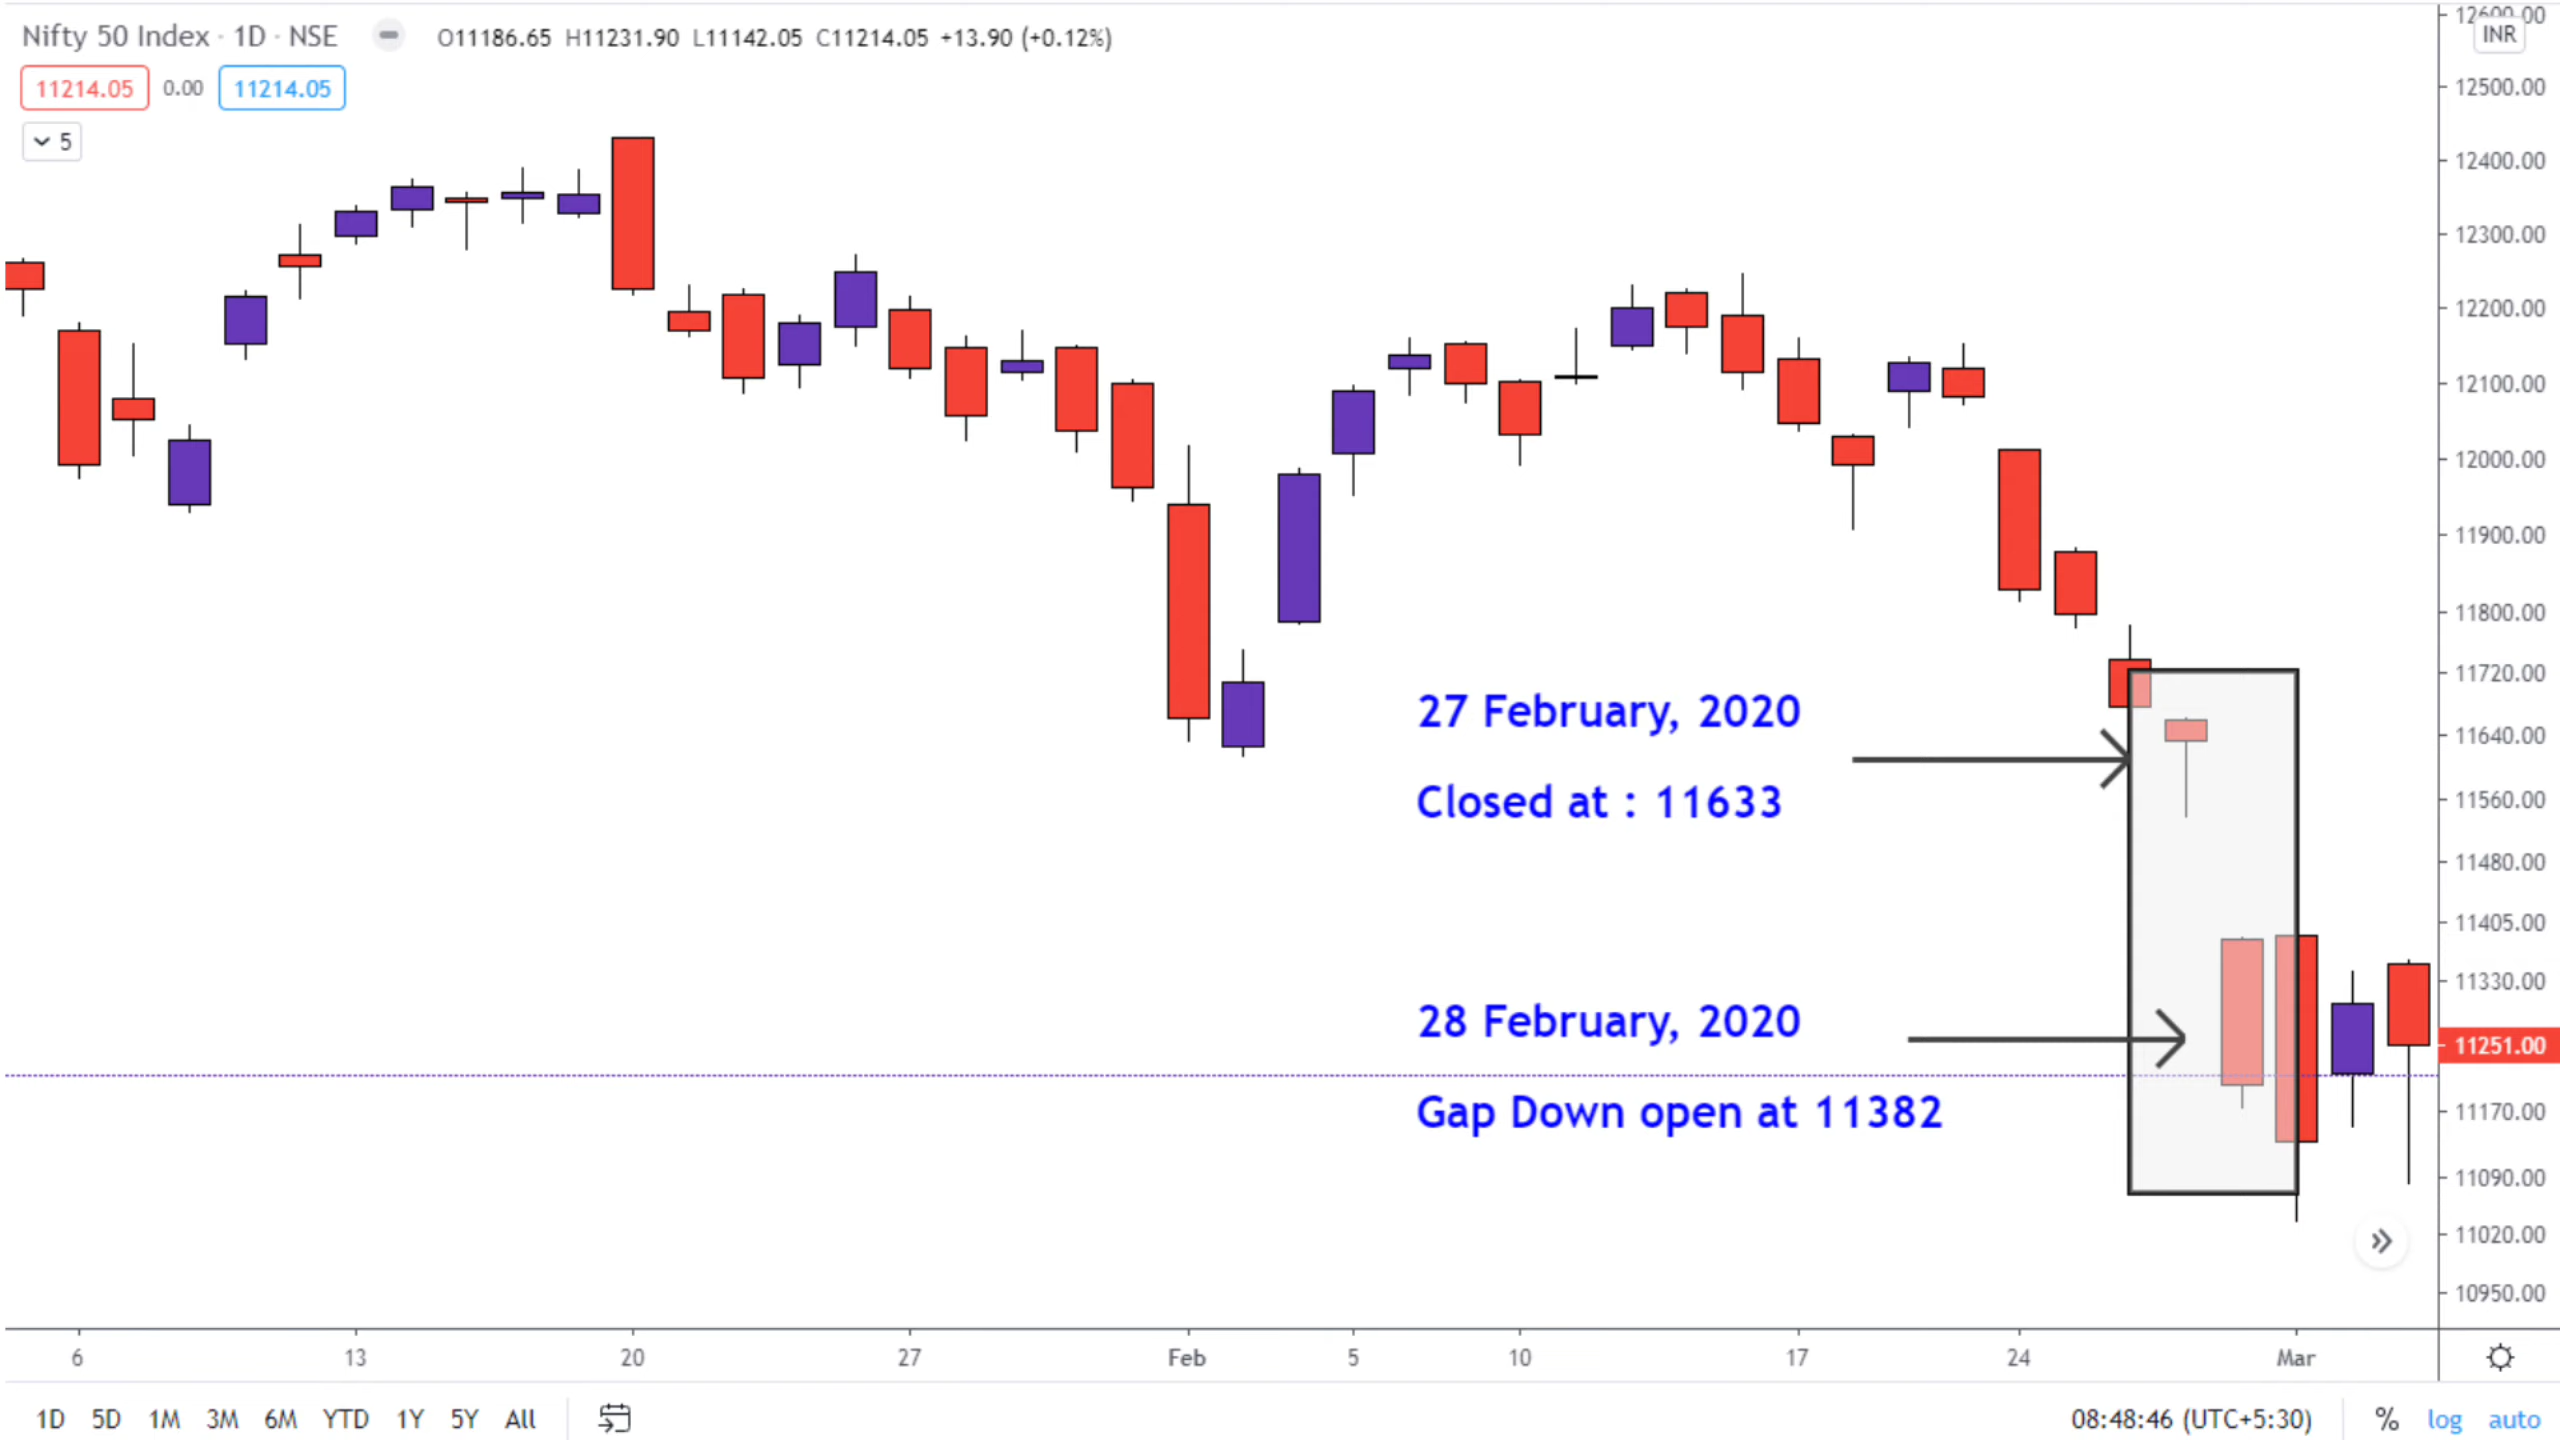 Nifty 50 Index · 1D · NSE O11186.65 H11231.90 L11142.05 C11214.05 +13.90 (+0.12%)
11214.05 0.00 11214.05
5
12600.00
INR
12500.00
12400.00
12300.00
12200.00
12100.00
12000.00
11900.00
11800.00
11720.00
11640.00
11560.00
11480.00
11405.00
11330.00
11251.00
11170.00
11090.00
11020.00
10950.00
27 February, 2020
Closed at : 11633
28 February, 2020
Gap Down open at 11382
6 13 20 27 Feb 5 10 17 24 Mar
1D 5D 1M 3M 6M YTD 1Y 5Y All 08:48:46 (UTC+5:30) % log auto